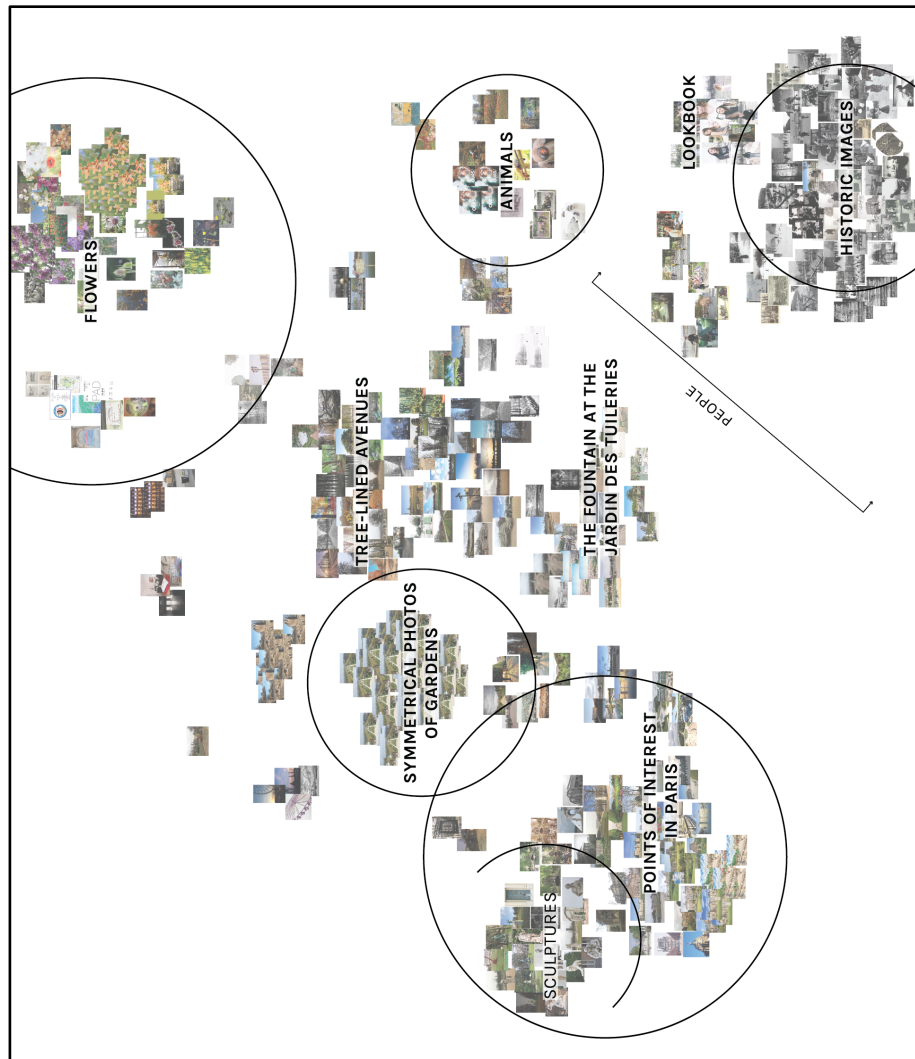 FLOWERS
ANIMALS
LOOKBOOK
HISTORIC IMAGES
PEOPLE
TREE-LINED AVENUES
THE FOUNTAIN AT THE
JARDIN DES TUILERIES
SYMMETRICAL PHOTOS
OF GARDENS
POINTS OF INTEREST
IN PARIS
SCULPTURES
PAD